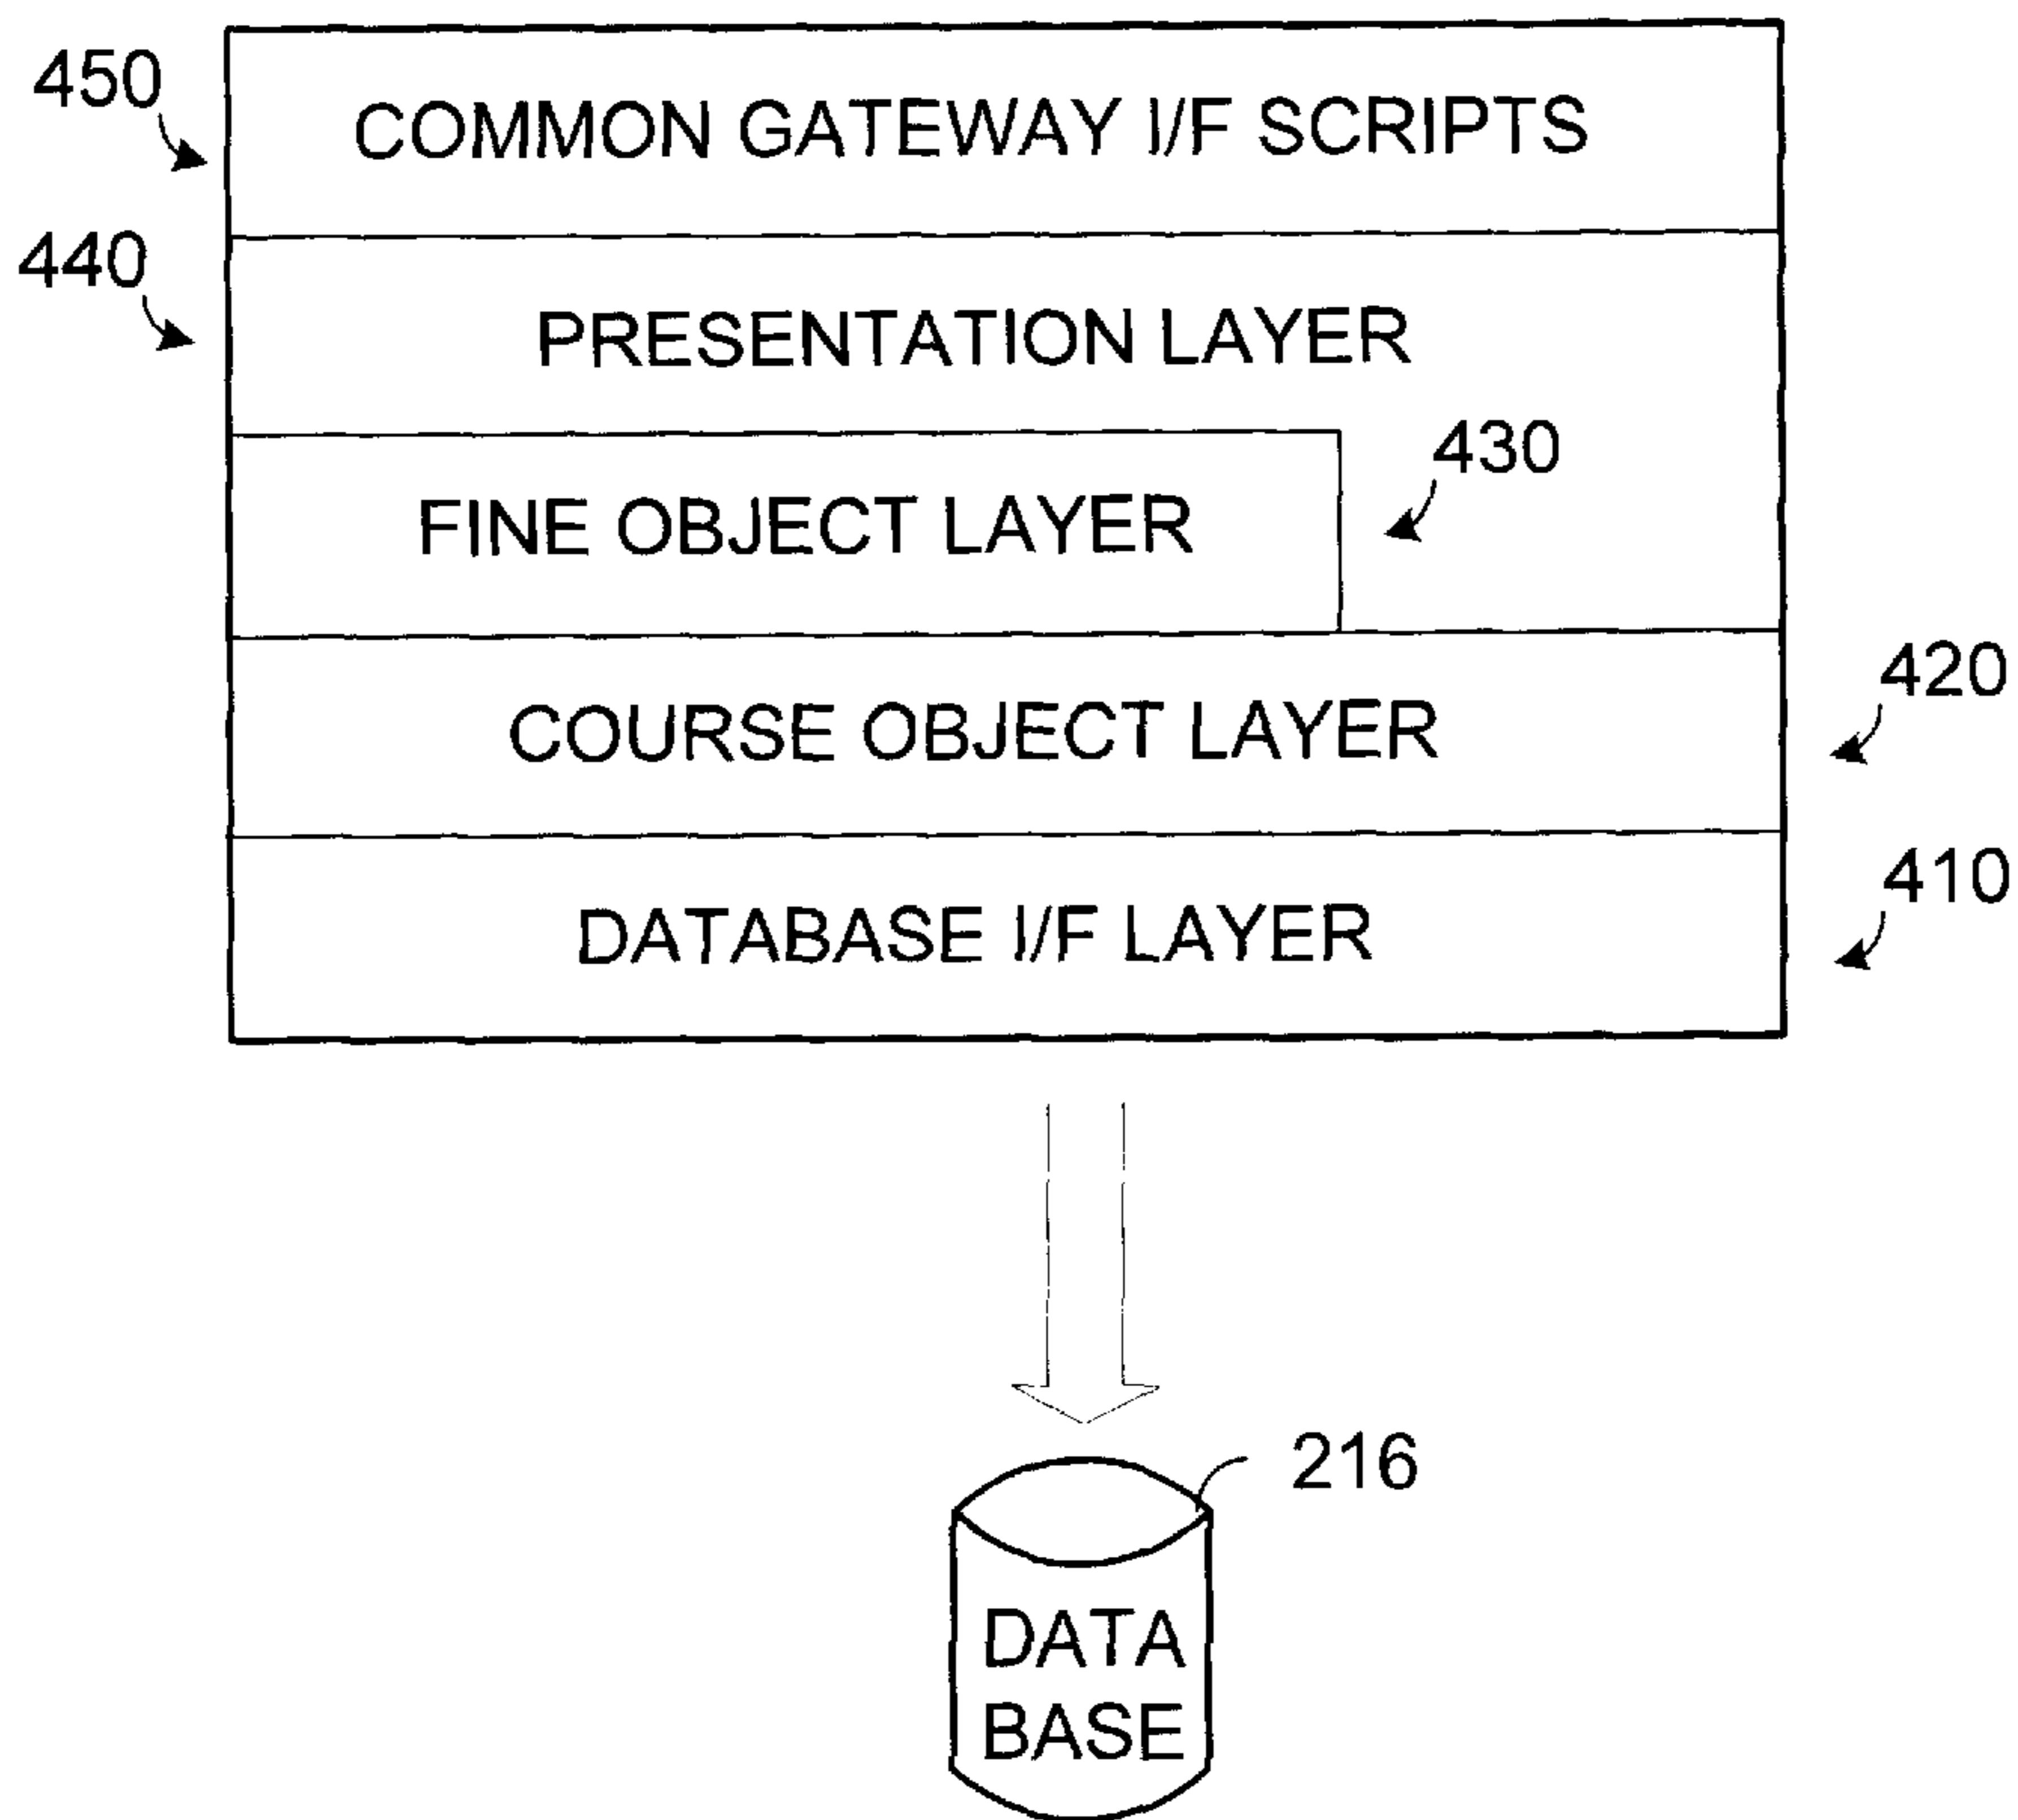 450
COMMON GATEWAY I/F SCRIPTS
440
PRESENTATION LAYER
430
FINE OBJECT LAYER
420
COURSE OBJECT LAYER
410
DATABASE I/F LAYER
216
DATA
BASE